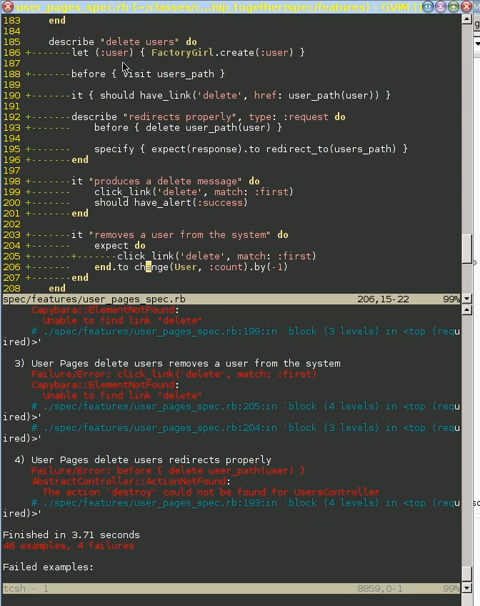 user_pages_spec.rb (~/classes/c...hip_together/spec/features) - GVIM
183     end
184
185     describe "delete users" do
186 +-------let (:user) { FactoryGirl.create(:user) }
187
188 +-------before { visit users_path }
189
190 +-------it { should have_link('delete', href: user_path(user)) }
191
192 +-------describe "redirects properly", type: :request do
193 +-------    before { delete user_path(user) }
194
195 +-------    specify { expect(response).to redirect_to(users_path) }
196 +-------end
197
198 +-------it "produces a delete message" do
199 +-------    click_link('delete', match: :first)
200 +-------    should have_alert(:success)
201 +-------end
202
203 +-------it "removes a user from the system" do
204 +-------    expect do
205 +-------+-------click_link('delete', match: :first)
206 +-------    end.to change(User, :count).by(-1)
207 +-------end
208     end
spec/features/user_pages_spec.rb 206,15-22 99%
Capybara::ElementNotFound:
Unable to find link "delete"
# ./spec/features/user_pages_spec.rb:199:in `block (3 levels) in <top (requ
ired)>'
3) User Pages delete users removes a user from the system
Failure/Error: click_link('delete', match: :first)
Capybara::ElementNotFound:
Unable to find link "delete"
# ./spec/features/user_pages_spec.rb:205:in `block (4 levels) in <top (requ
ired)>'
# ./spec/features/user_pages_spec.rb:204:in `block (3 levels) in <top (requ
ired)>'
4) User Pages delete users redirects properly
Failure/Error: before { delete user_path(user) }
AbstractController::ActionNotFound:
The action 'destroy' could not be found for UsersController
# ./spec/features/user_pages_spec.rb:193:in `block (4 levels) in <top (requ
ired)>'
Finished in 3.71 seconds
46 examples, 4 failures
Failed examples:
tcsh - 1 8859,0-1 99%